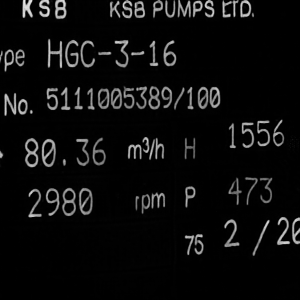 KSB KSB PUMPS LTD.
ype HGC-3-16
No. 5111005389/100
80.36 m³/h H 1556
2980 rpm P 473
75 2 / 20